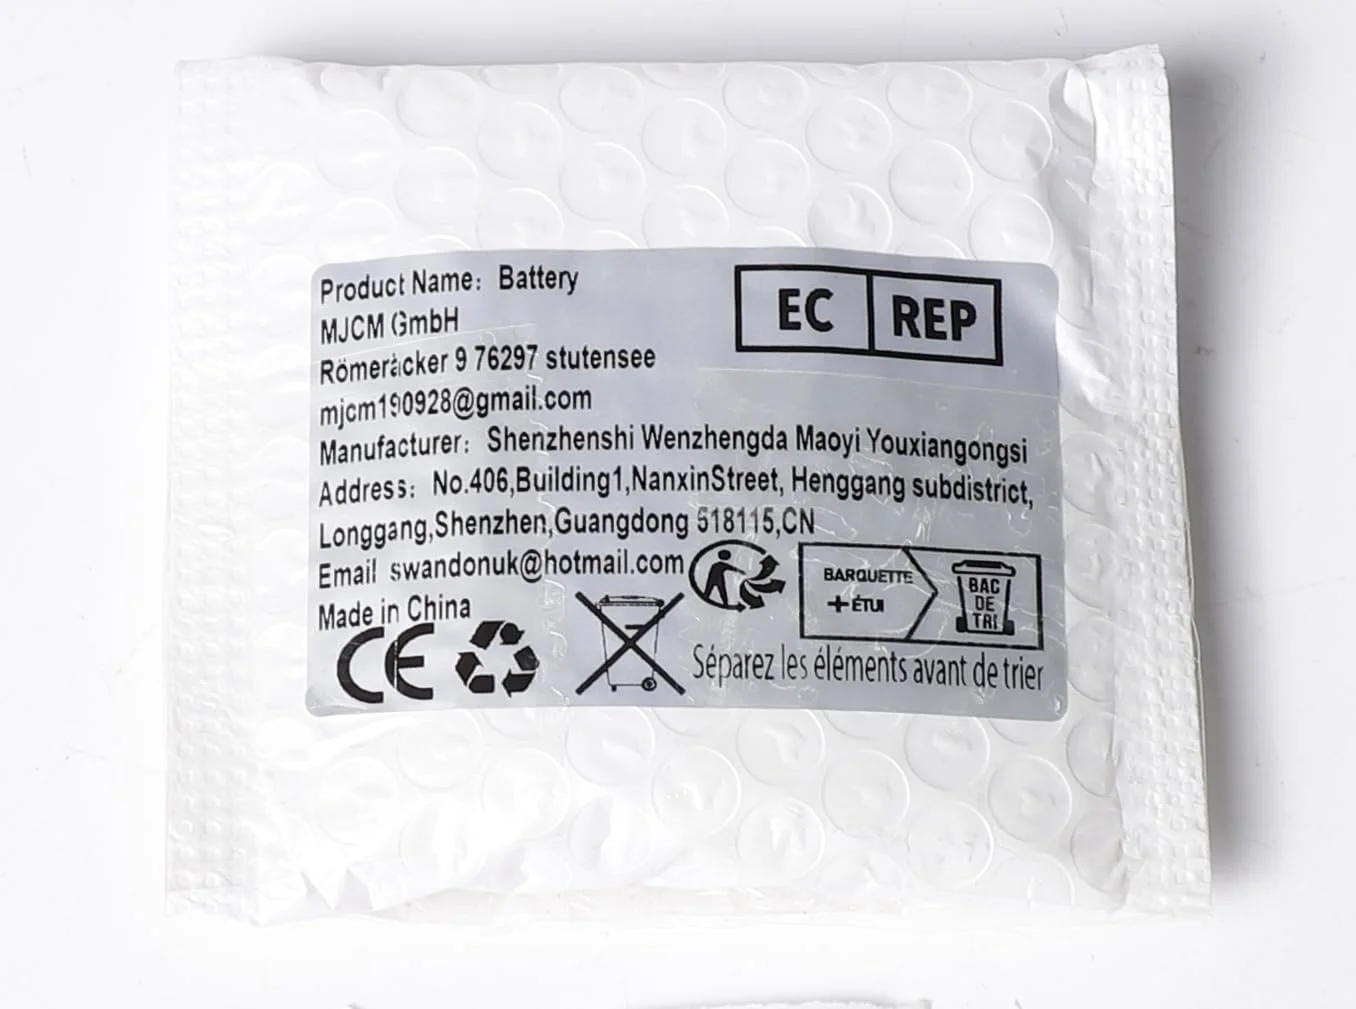 Product Name: Battery
EC REP
MJCM GmbH
Römeräcker 9 76297 stutensee
mjcm190928@gmail.com
Manufacturer: Shenzhenshi Wenzhengda Maoyi Youxiangongsi
Address: No.406,Building1,NanxinStreet, Henggang subdistrict,
Longgang,Shenzhen,Guangdong 518115,CN
Email swandonuk@hotmail.com
Made in China
CE
BARQUETTE
+ ÉTUI
BAC
DE
TRI
Séparez les éléments avant de trier